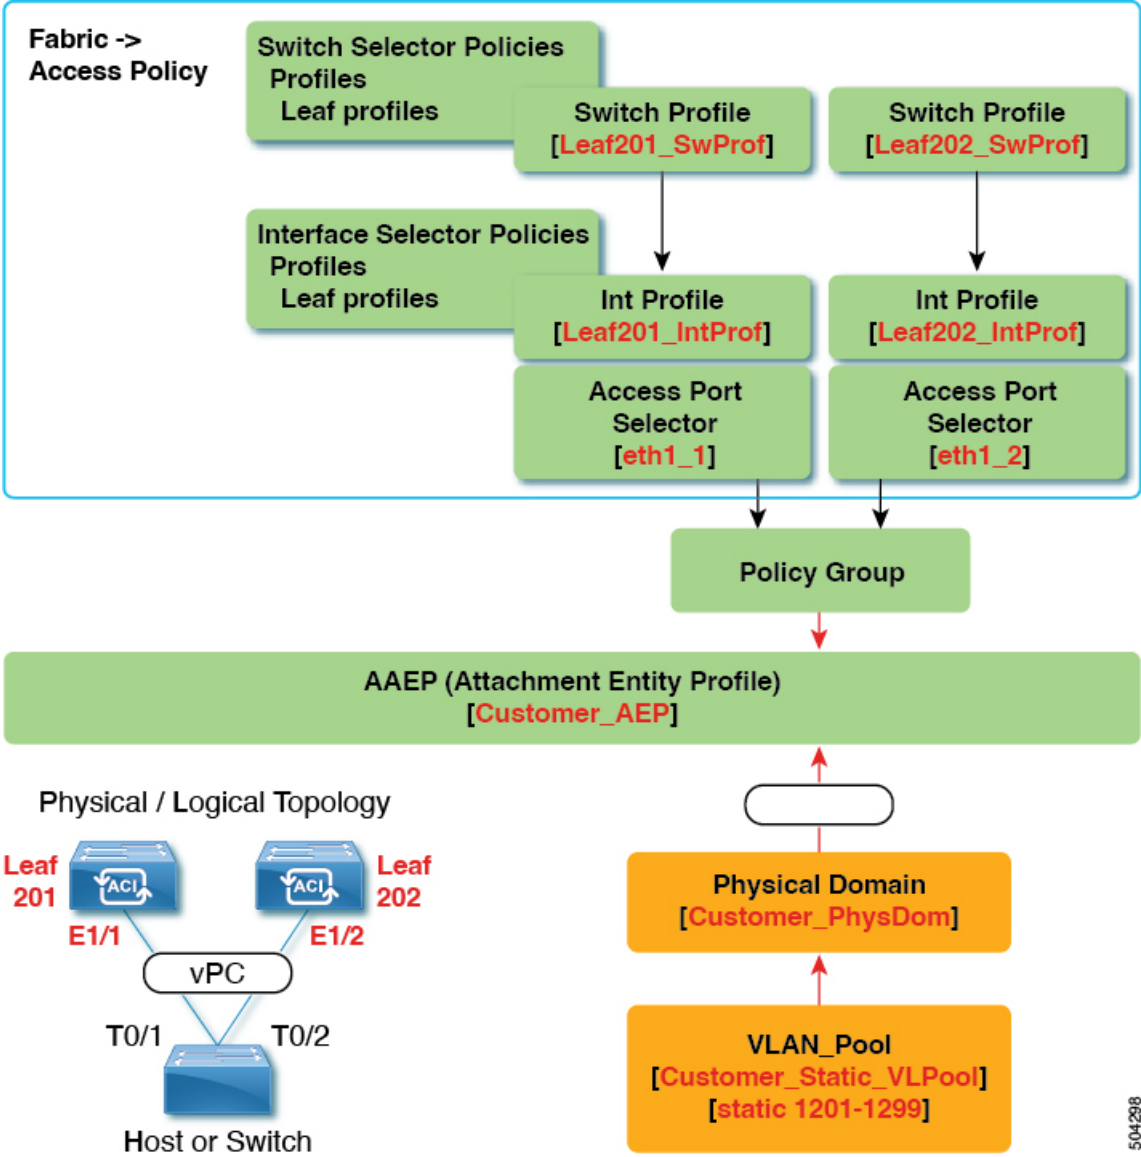 Fabric ->
Access Policy
Switch Selector Policies
Profiles
Leaf profiles
Switch Profile
[Leaf201_SwProf]
Switch Profile
[Leaf202_SwProf]
Interface Selector Policies
Profiles
Leaf profiles
Int Profile
[Leaf201_IntProf]
Int Profile
[Leaf202_IntProf]
Access Port
Selector
[eth1_1]
Access Port
Selector
[eth1_2]
Policy Group
AAEP (Attachment Entity Profile)
[Customer_AEP]
Physical / Logical Topology
Leaf
201
ACI
ACI
Leaf
202
E1/1
E1/2
vPC
T0/1
T0/2
Host or Switch
Physical Domain
[Customer_PhysDom]
VLAN_Pool
[Customer_Static_VLPool]
[static 1201-1299]
504298